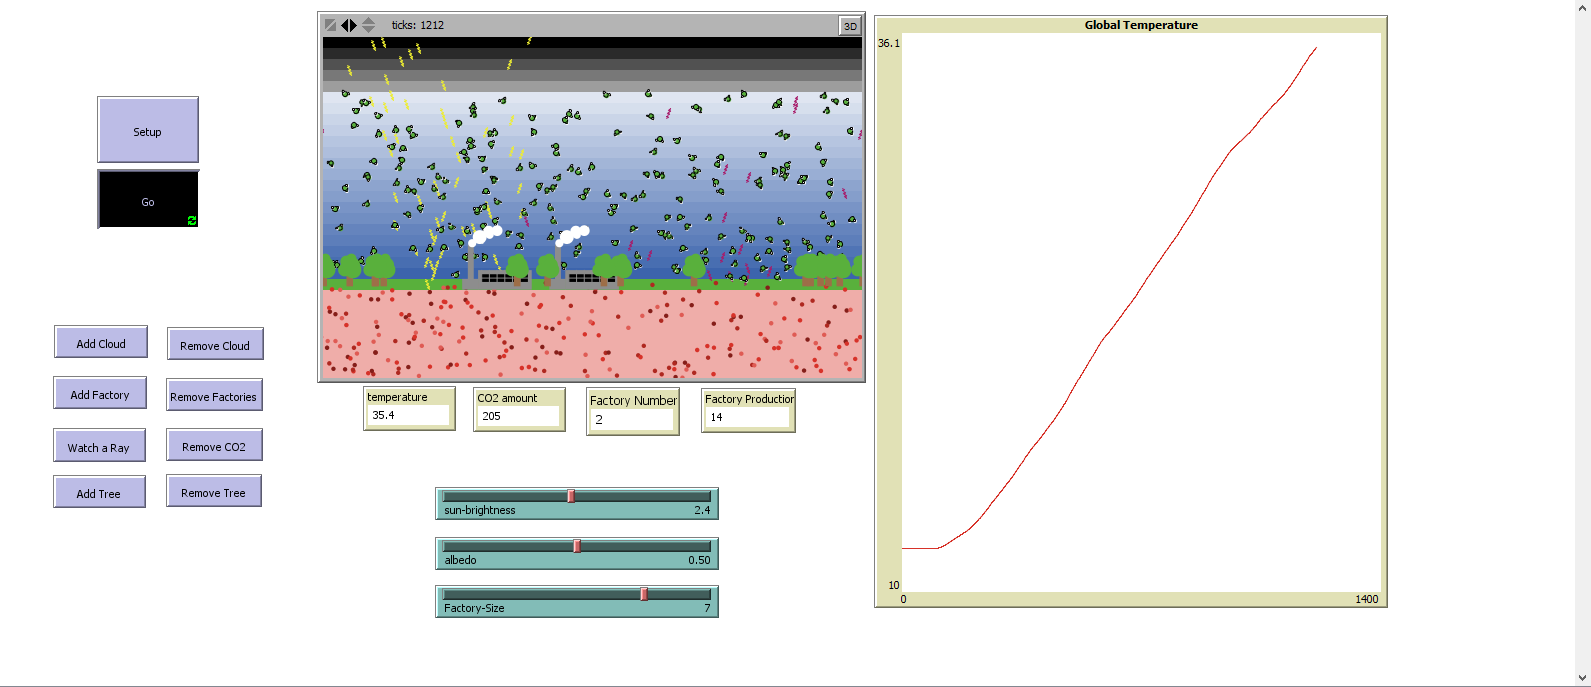 ticks: 1212
3D
Global Temperature
36.1
10
0
1400
Setup
Go
Add Cloud
Remove Cloud
Add Factory
Remove Factories
Watch a Ray
Remove CO2
Add Tree
Remove Tree
temperature
35.4
CO2 amount
205
Factory Number
2
Factory Production
14
sun-brightness 2.4
albedo 0.50
Factory-Size 7